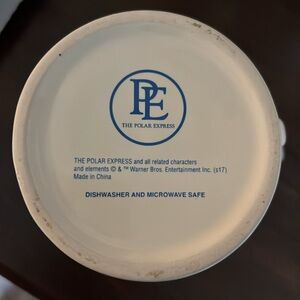 PE
THE POLAR EXPRESS
THE POLAR EXPRESS and all related characters
and elements © & ™ Warner Bros. Entertainment Inc. (s17)
Made in China
DISHWASHER AND MICROWAVE SAFE